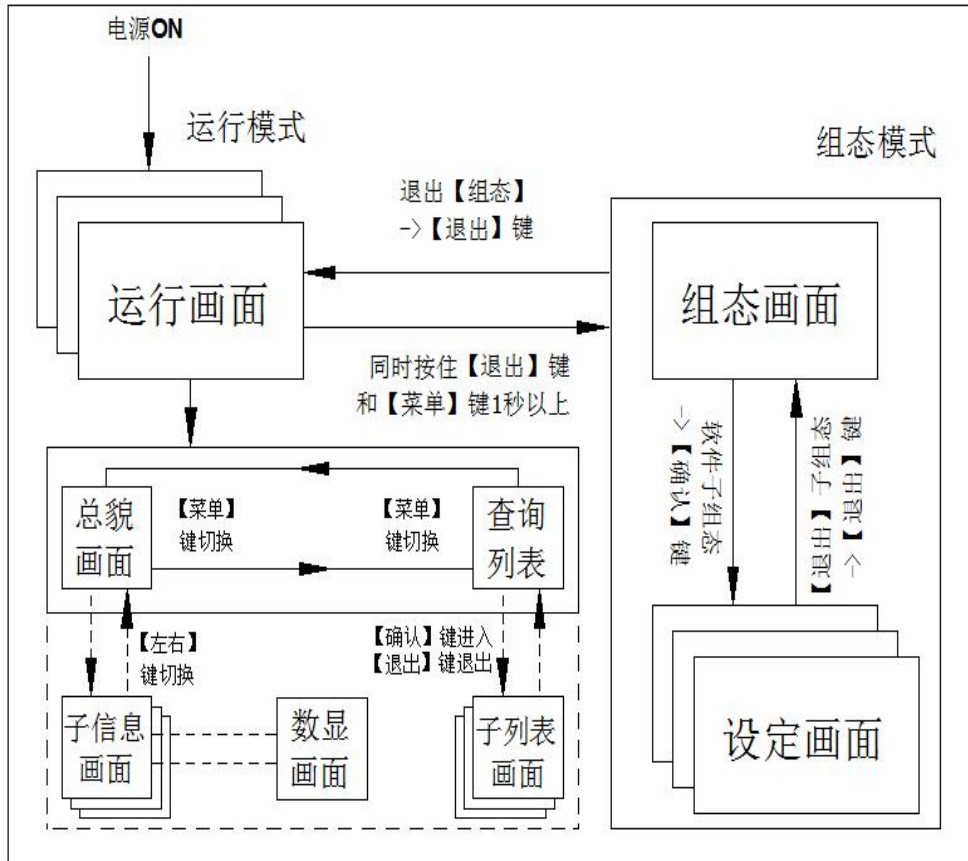 电源ON
运行模式
组态模式
退出【组态】
->【退出】键
运行画面
组态画面
同时按住【退出】键
和【菜单】键1秒以上
软件子组态
->【确认】键
【退出】子组态
->【退出】键
总貌
画面
【菜单】
键切换
【菜单】
键切换
查询
列表
【左右】
键切换
【确认】键进入
【退出】键退出
子信息
画面
数显
画面
子列表
画面
设定画面